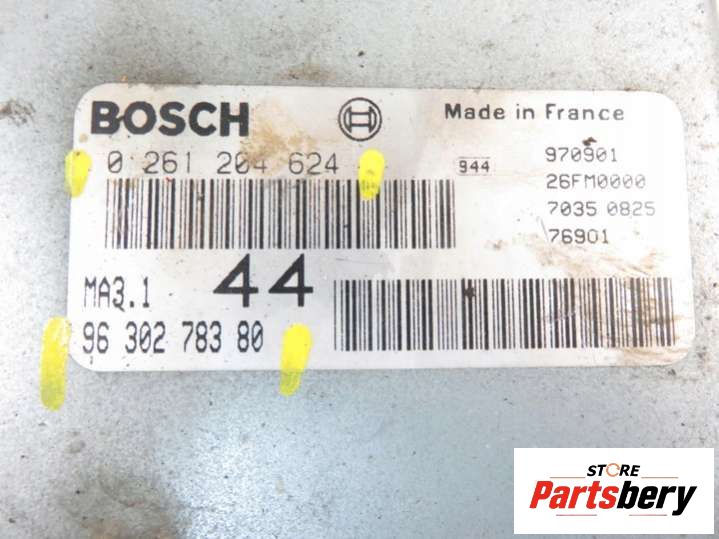 BOSCH
Made in France
0 261 204 624
944
970901
26FM0000
7035 0825
76901
MA3.1
44
96 302 783 80
STORE
Partsbery